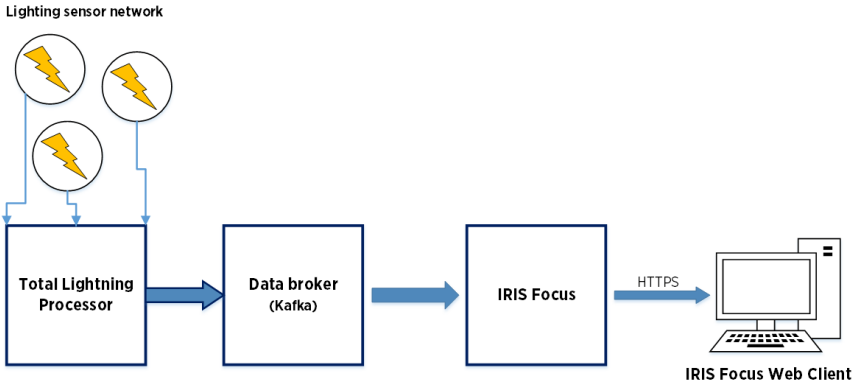 Lighting sensor network
Total Lightning
Processor
Data broker
(Kafka)
IRIS Focus
HTTPS
IRIS Focus Web Client